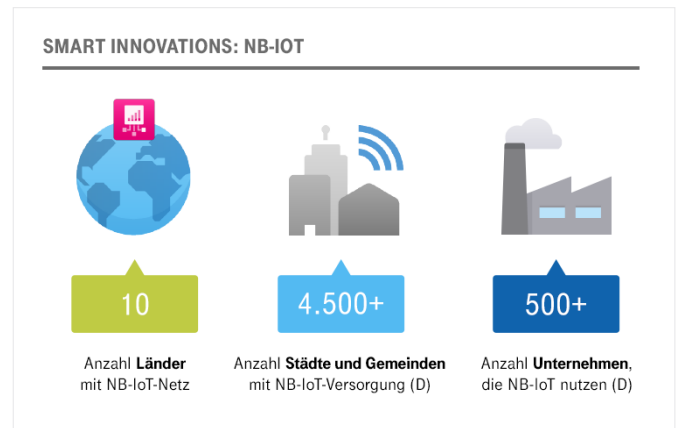 SMART INNOVATIONS: NB-IOT
10
4.500+
500+
Anzahl Länder
mit NB-IoT-Netz
Anzahl Städte und Gemeinden
mit NB-IoT-Versorgung (D)
Anzahl Unternehmen,
die NB-IoT nutzen (D)